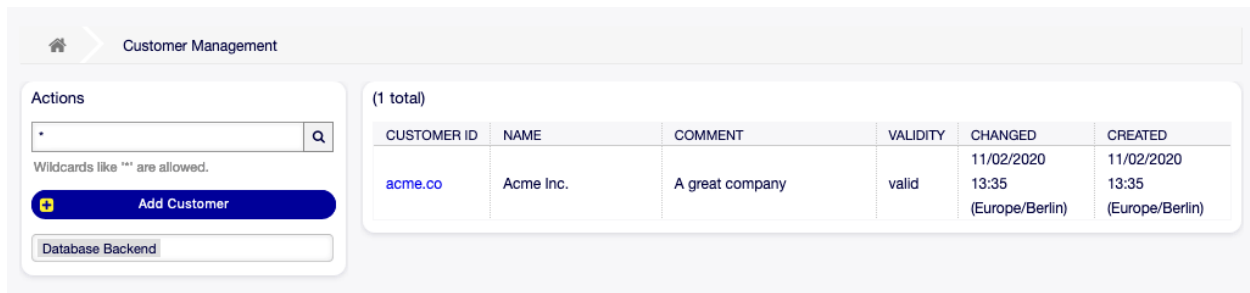 Customer Management
Actions
*
Wildcards like '*' are allowed.
Add Customer
Database Backend
(1 total)
CUSTOMER ID NAME COMMENT VALIDITY CHANGED CREATED
acme.co Acme Inc. A great company valid 11/02/2020 13:35 (Europe/Berlin) 11/02/2020 13:35 (Europe/Berlin)